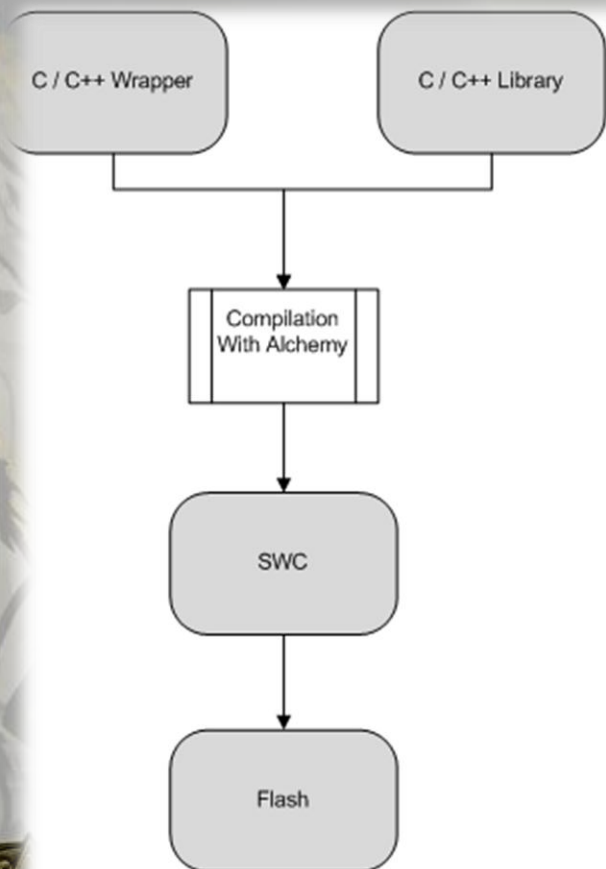 C / C++ Wrapper
C / C++ Library
Compilation
With Alchemy
SWC
Flash